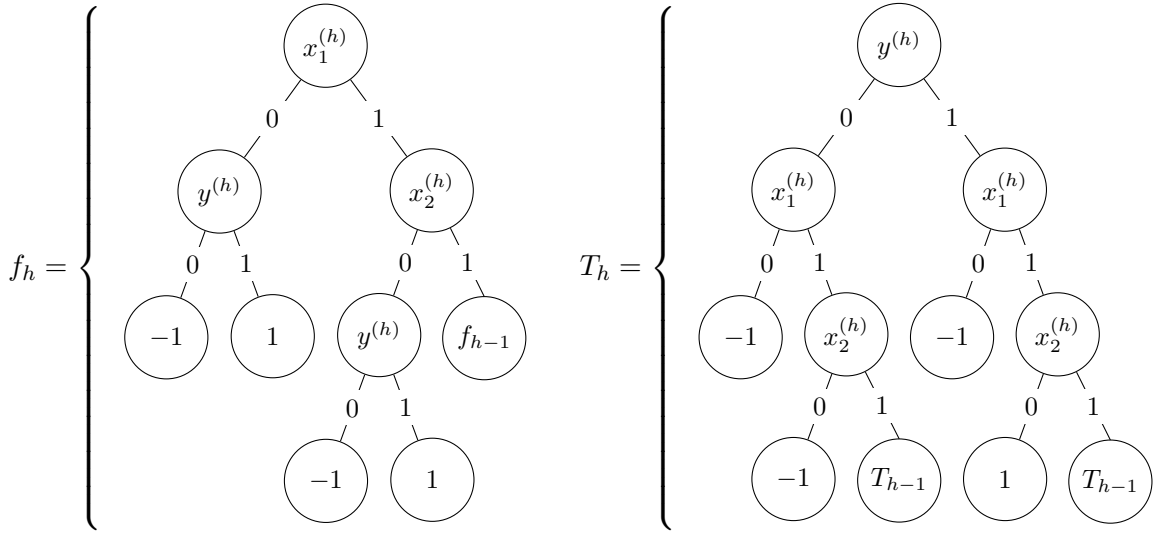 x_1^{(h)} y^{(h)}
0 1 0 1
y^{(h)} x_2^{(h)} x_1^{(h)} x_1^{(h)}
f_h = T_h =
0 1 0 1 0 1 0 1
−1 1 y^{(h)} f_{h−1} −1 x_2^{(h)} −1 x_2^{(h)}
0 1 0 1 0 1
−1 1 −1 T_{h−1} 1 T_{h−1}